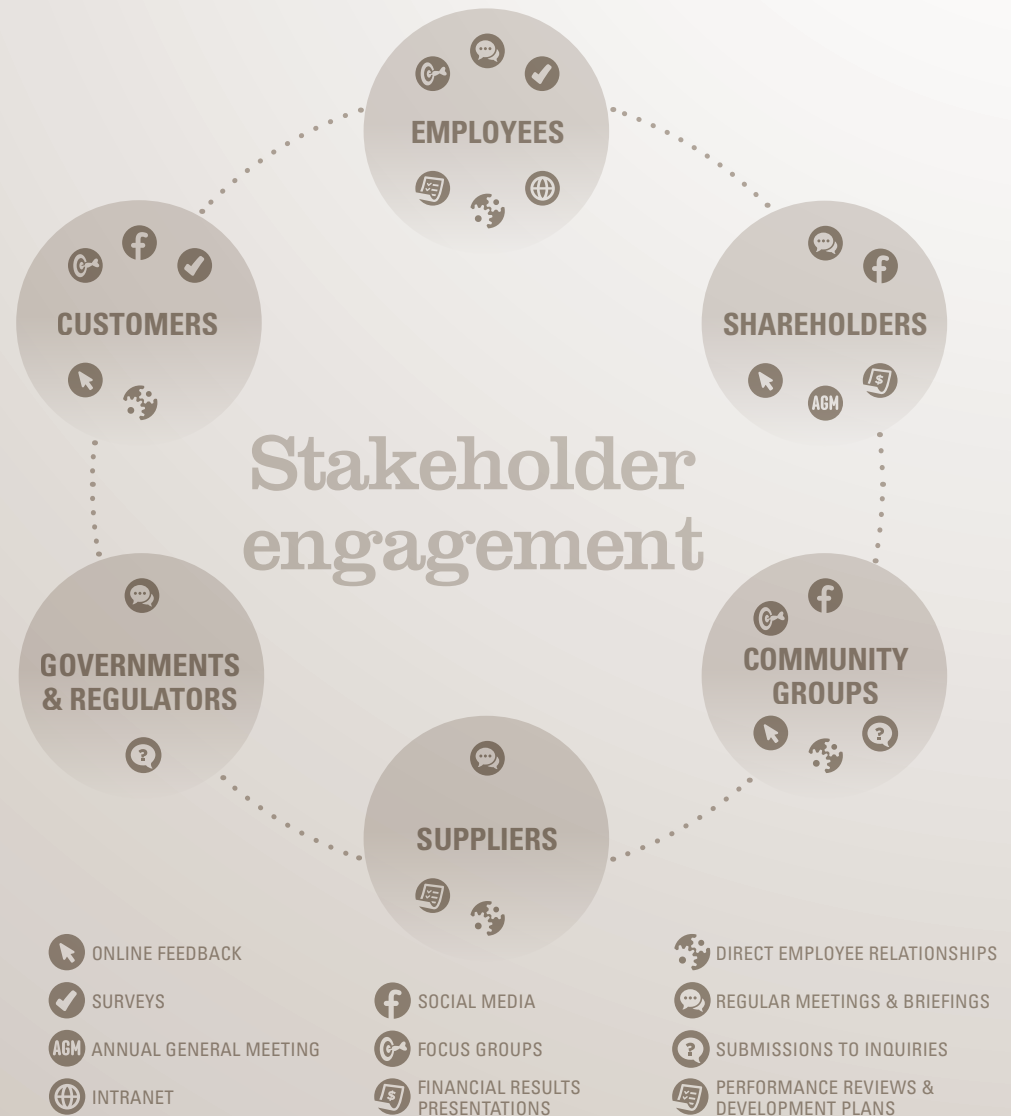 EMPLOYEES
CUSTOMERS
SHAREHOLDERS
AGM
$
Stakeholder
engagement
GOVERNMENTS
& REGULATORS
?
COMMUNITY
GROUPS
?
SUPPLIERS
ONLINE FEEDBACK
SURVEYS
AGM ANNUAL GENERAL MEETING
INTRANET
SOCIAL MEDIA
FOCUS GROUPS
$ FINANCIAL RESULTS
PRESENTATIONS
DIRECT EMPLOYEE RELATIONSHIPS
REGULAR MEETINGS & BRIEFINGS
? SUBMISSIONS TO INQUIRIES
PERFORMANCE REVIEWS &
DEVELOPMENT PLANS